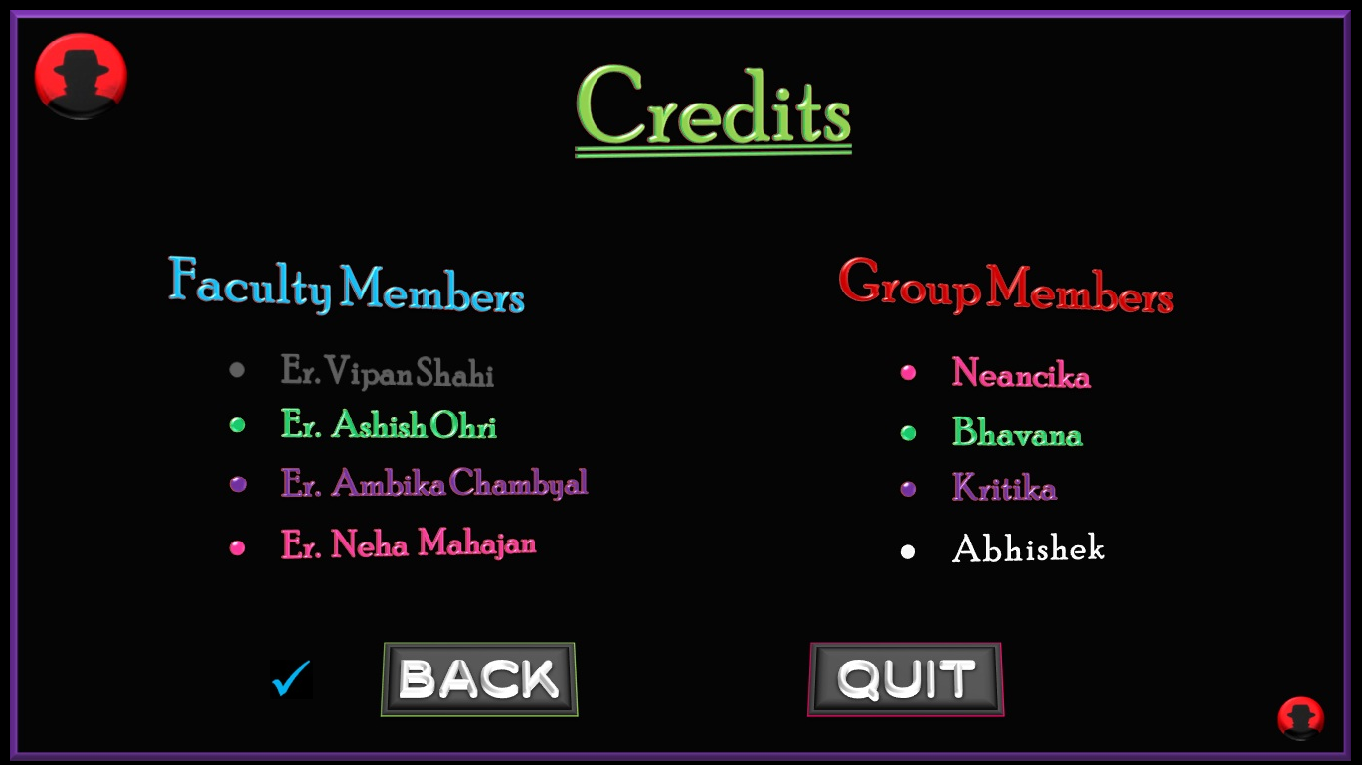 Credits
Faculty Members
Er. Vipan Shahi
Er. Ashish Ohri
Er. Ambika Chambyal
Er. Neha Mahajan
Group Members
Neancika
Bhavana
Kritika
Abhishek
BACK
QUIT